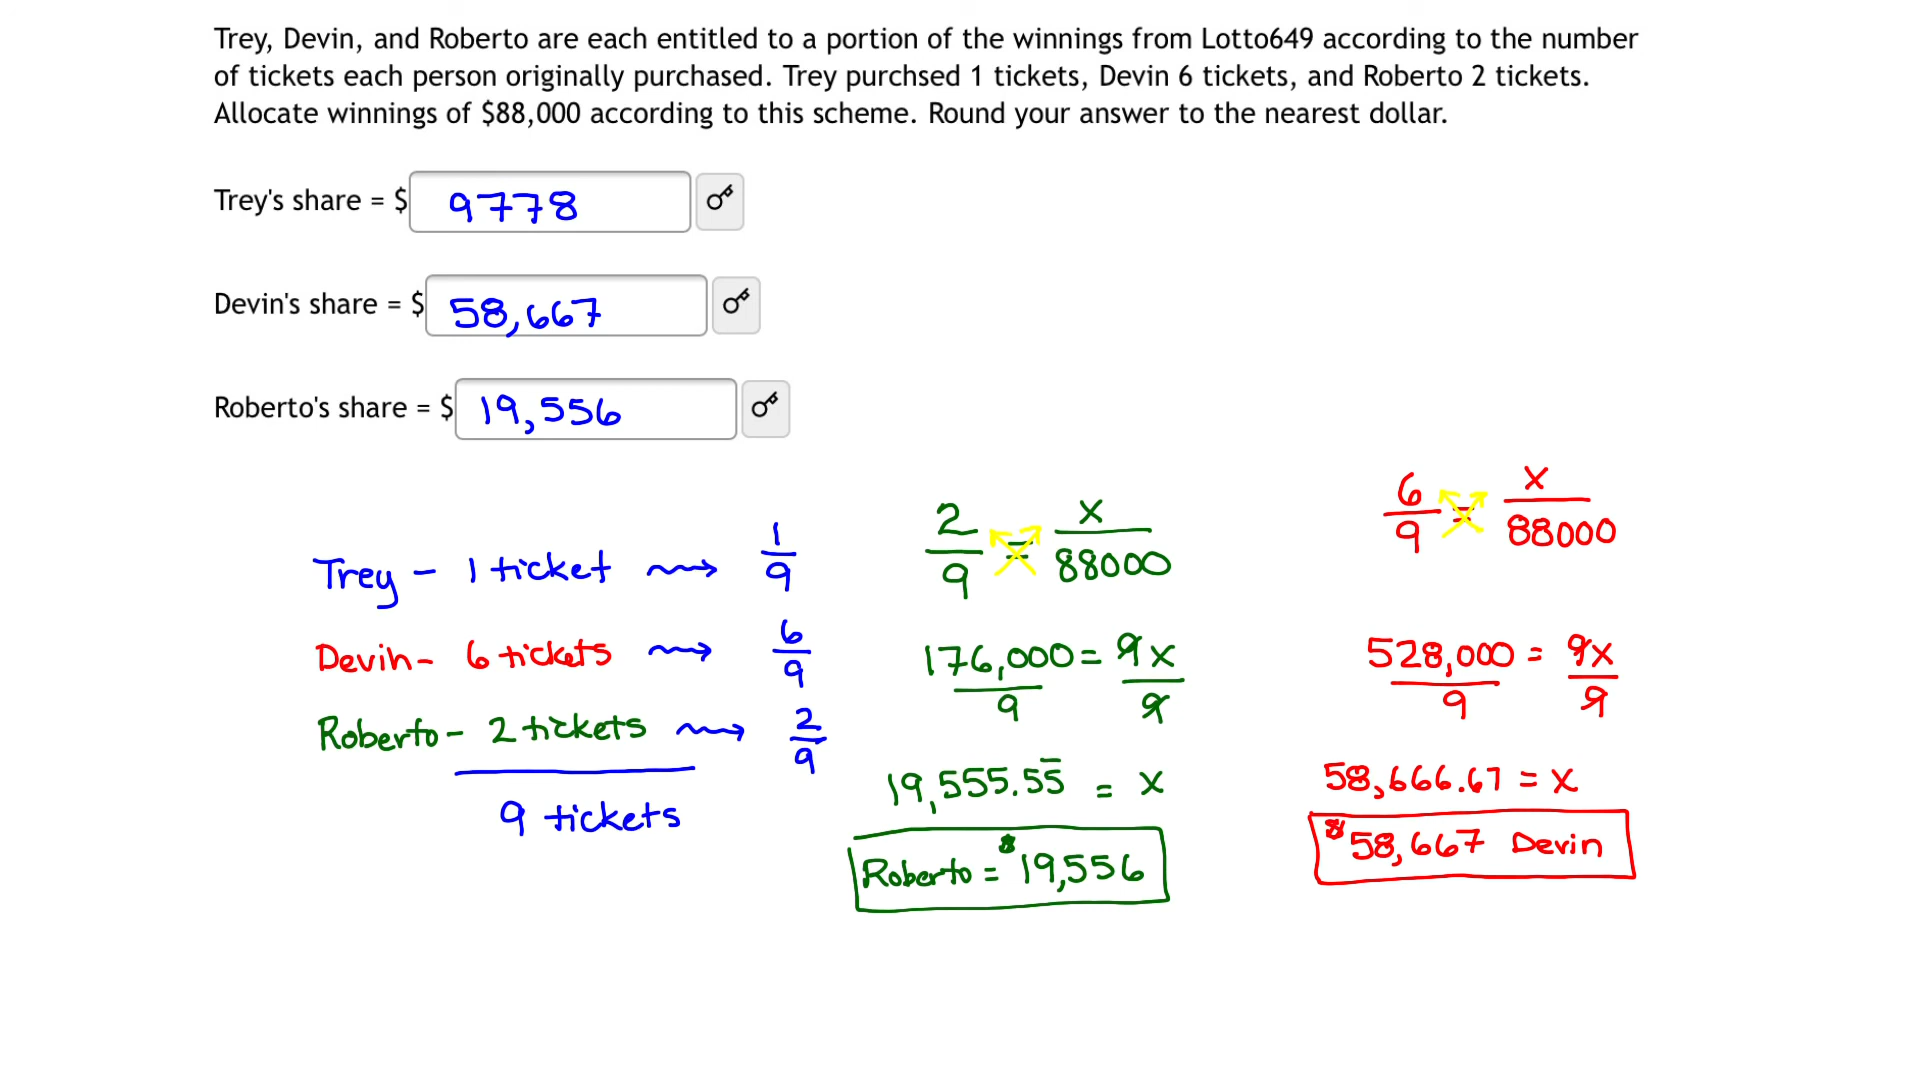 Trey, Devin, and Roberto are each entitled to a portion of the winnings from Lotto649 according to the number
of tickets each person originally purchased. Trey purchsed 1 tickets, Devin 6 tickets, and Roberto 2 tickets.
Allocate winnings of $88,000 according to this scheme. Round your answer to the nearest dollar.
Trey's share = $ 9778
Devin's share = $ 58,667
Roberto's share = $ 19,556
Trey - 1 ticket → 1/9
Devin - 6 tickets → 6/9
Roberto - 2 tickets → 2/9
9 tickets
2/9 = x/88000
176,000/9 = 9x/9
19,555.55̅ = x
Roberto = $19,556
6/9 = x/88000
528,000/9 = 9x/9
58,666.67 = x
$58,667 Devin